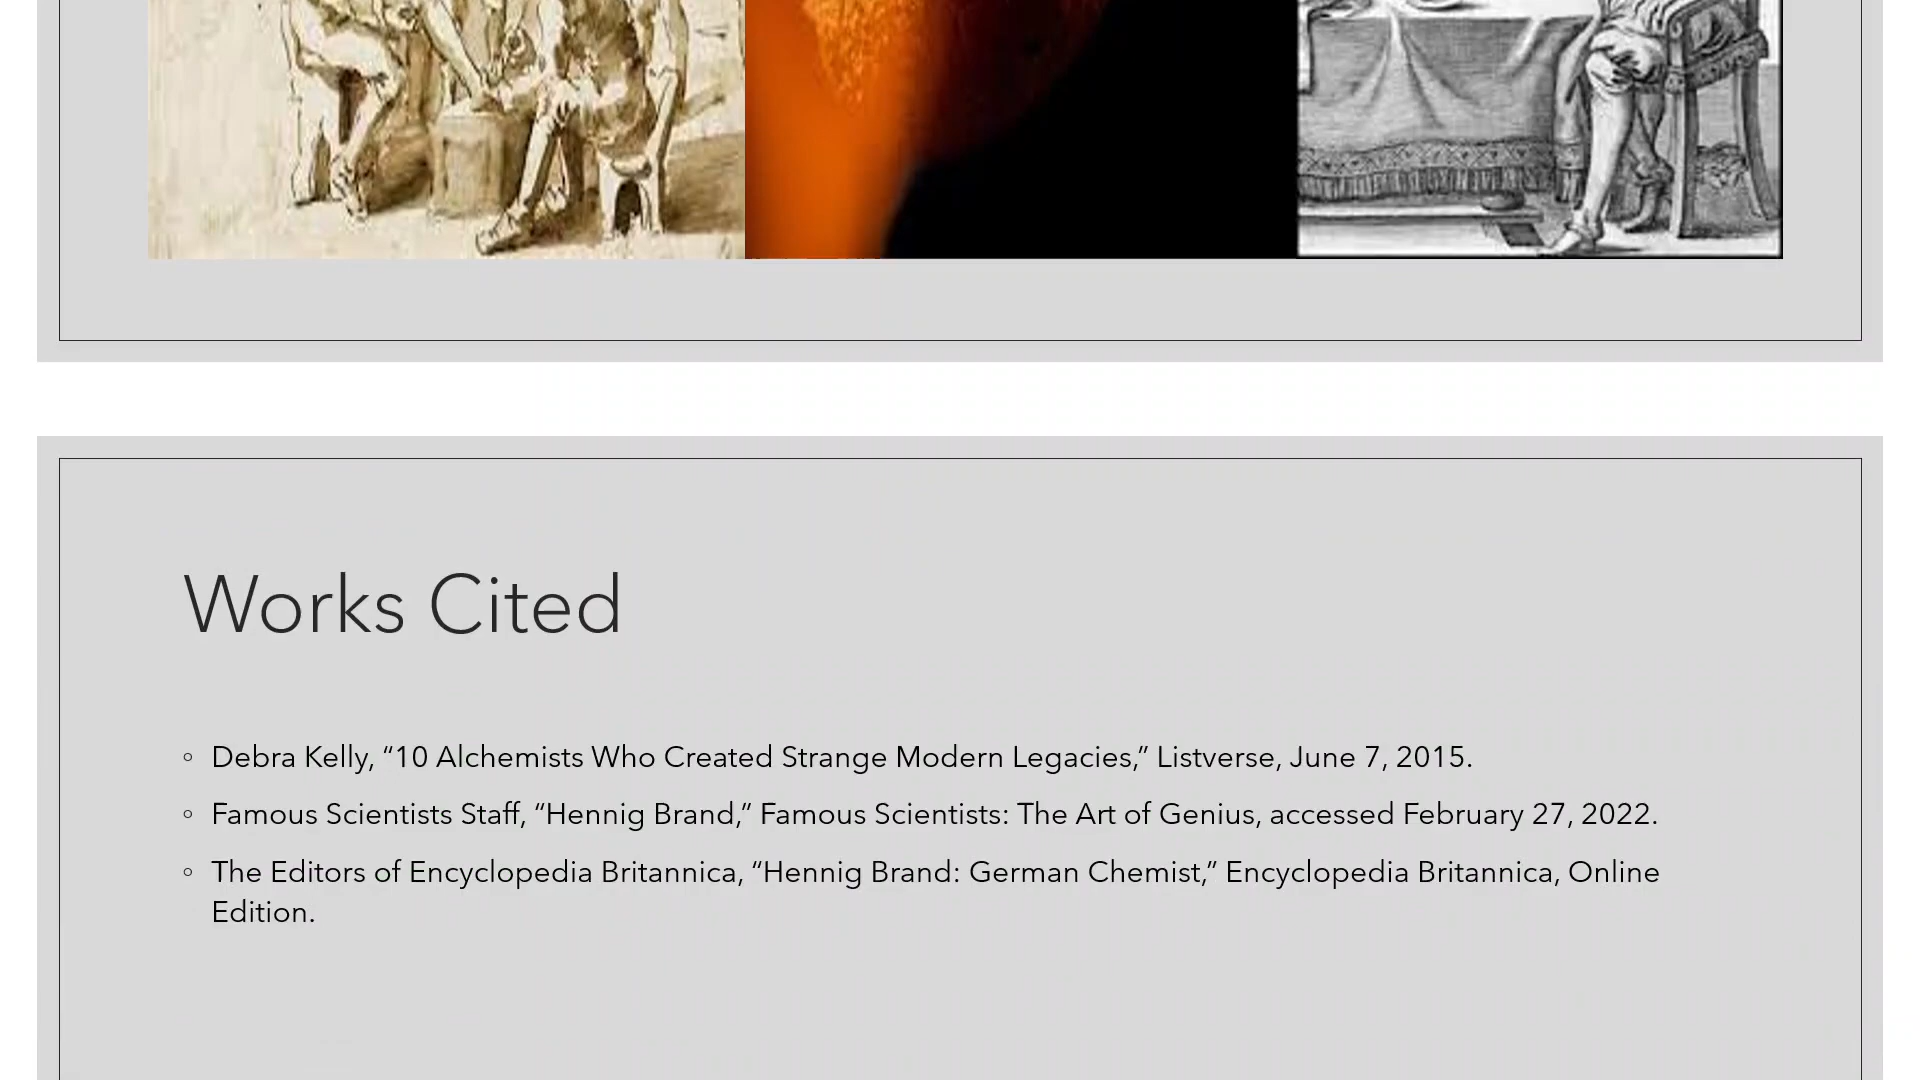 Works Cited
◦ Debra Kelly, “10 Alchemists Who Created Strange Modern Legacies,” Listverse, June 7, 2015.
◦ Famous Scientists Staff, “Hennig Brand,” Famous Scientists: The Art of Genius, accessed February 27, 2022.
◦ The Editors of Encyclopedia Britannica, “Hennig Brand: German Chemist,” Encyclopedia Britannica, Online
Edition.